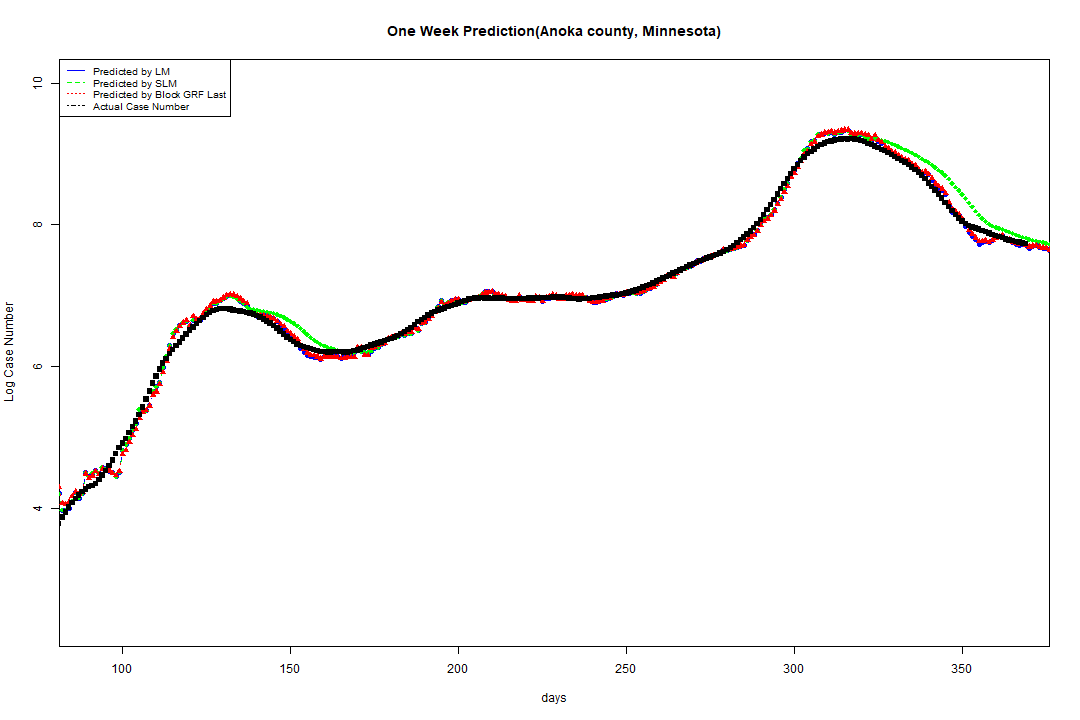 One Week Prediction(Anoka county, Minnesota)
Predicted by LM
Predicted by SLM
Predicted by Block GRF Last
Actual Case Number
10
8
6
4
Log Case Number
100 150 200 250 300 350
days